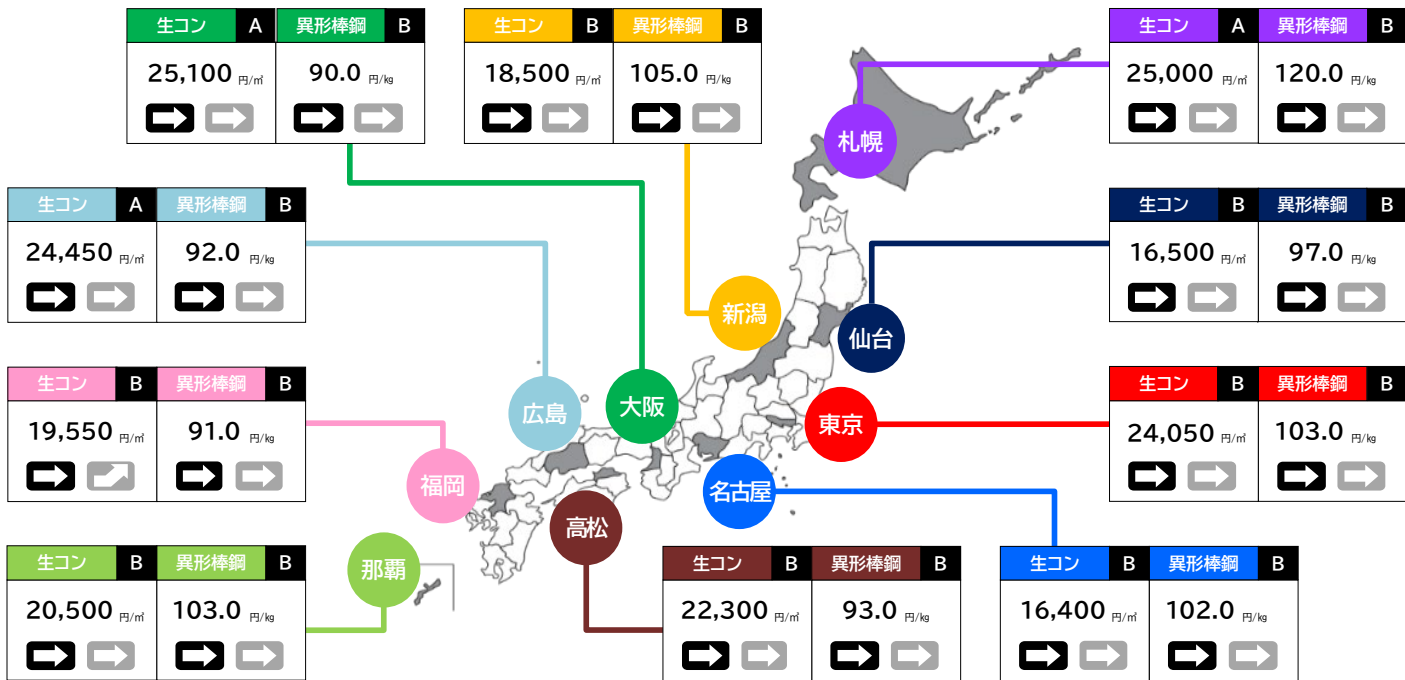 生コン A 異形棒鋼 B
25,100 円/㎥ 90.0 円/㎏
生コン B 異形棒鋼 B
18,500 円/㎥ 105.0 円/㎏
生コン A 異形棒鋼 B
25,000 円/㎥ 120.0 円/㎏
札幌
生コン A 異形棒鋼 B
24,450 円/㎥ 92.0 円/㎏
生コン B 異形棒鋼 B
16,500 円/㎥ 97.0 円/㎏
新潟
仙台
生コン B 異形棒鋼 B
19,550 円/㎥ 91.0 円/㎏
広島
大阪
東京
生コン B 異形棒鋼 B
24,050 円/㎥ 103.0 円/㎏
福岡
名古屋
高松
那覇
生コン B 異形棒鋼 B
20,500 円/㎥ 103.0 円/㎏
生コン B 異形棒鋼 B
22,300 円/㎥ 93.0 円/㎏
生コン B 異形棒鋼 B
16,400 円/㎥ 102.0 円/㎏